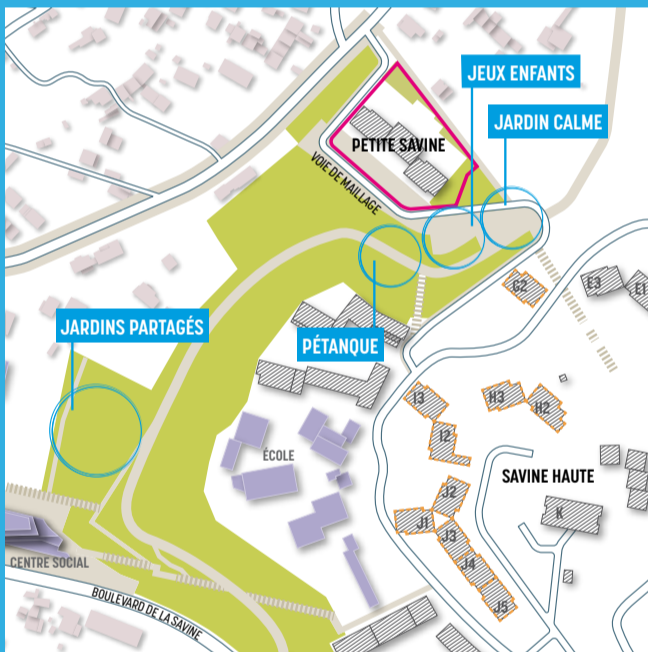 JEUX ENFANTS
JARDIN CALME
PETITE SAVINE
VOIE DE MAILLAGE
G2
E3
E1
JARDINS PARTAGÉS
PÉTANQUE
I3
H3
H2
I2
ÉCOLE
SAVINE HAUTE
J2
K
J1
J3
J4
J5
CENTRE SOCIAL
BOULEVARD DE LA SAVINE